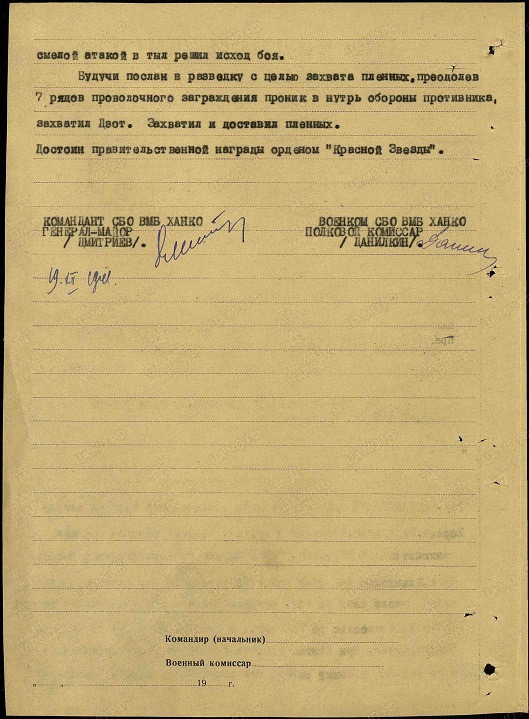 смелой атакой в тыл решил исход боя.
Будучи послан в разведку с целью захвата пленных,преодолев
7 рядов проволочного заграждения проник в нутрь обороны противника,
захватил Дзот. Захватил и доставил пленных.
Достоин правительственной награды орденом "Красной Звезды".
КОМАНДАНТ СБО ВМБ ХАНКО
ГЕНЕРАЛ-МАЙОР
/ ДМИТРИЕВ/.
ВОЕНКОМ СБО ВМБ ХАНКО
ПОЛКОВОЙ КОМИССАР
/ ДАНИЛКИН/
Командир (начальник)
Военный комиссар
" " 19 г.